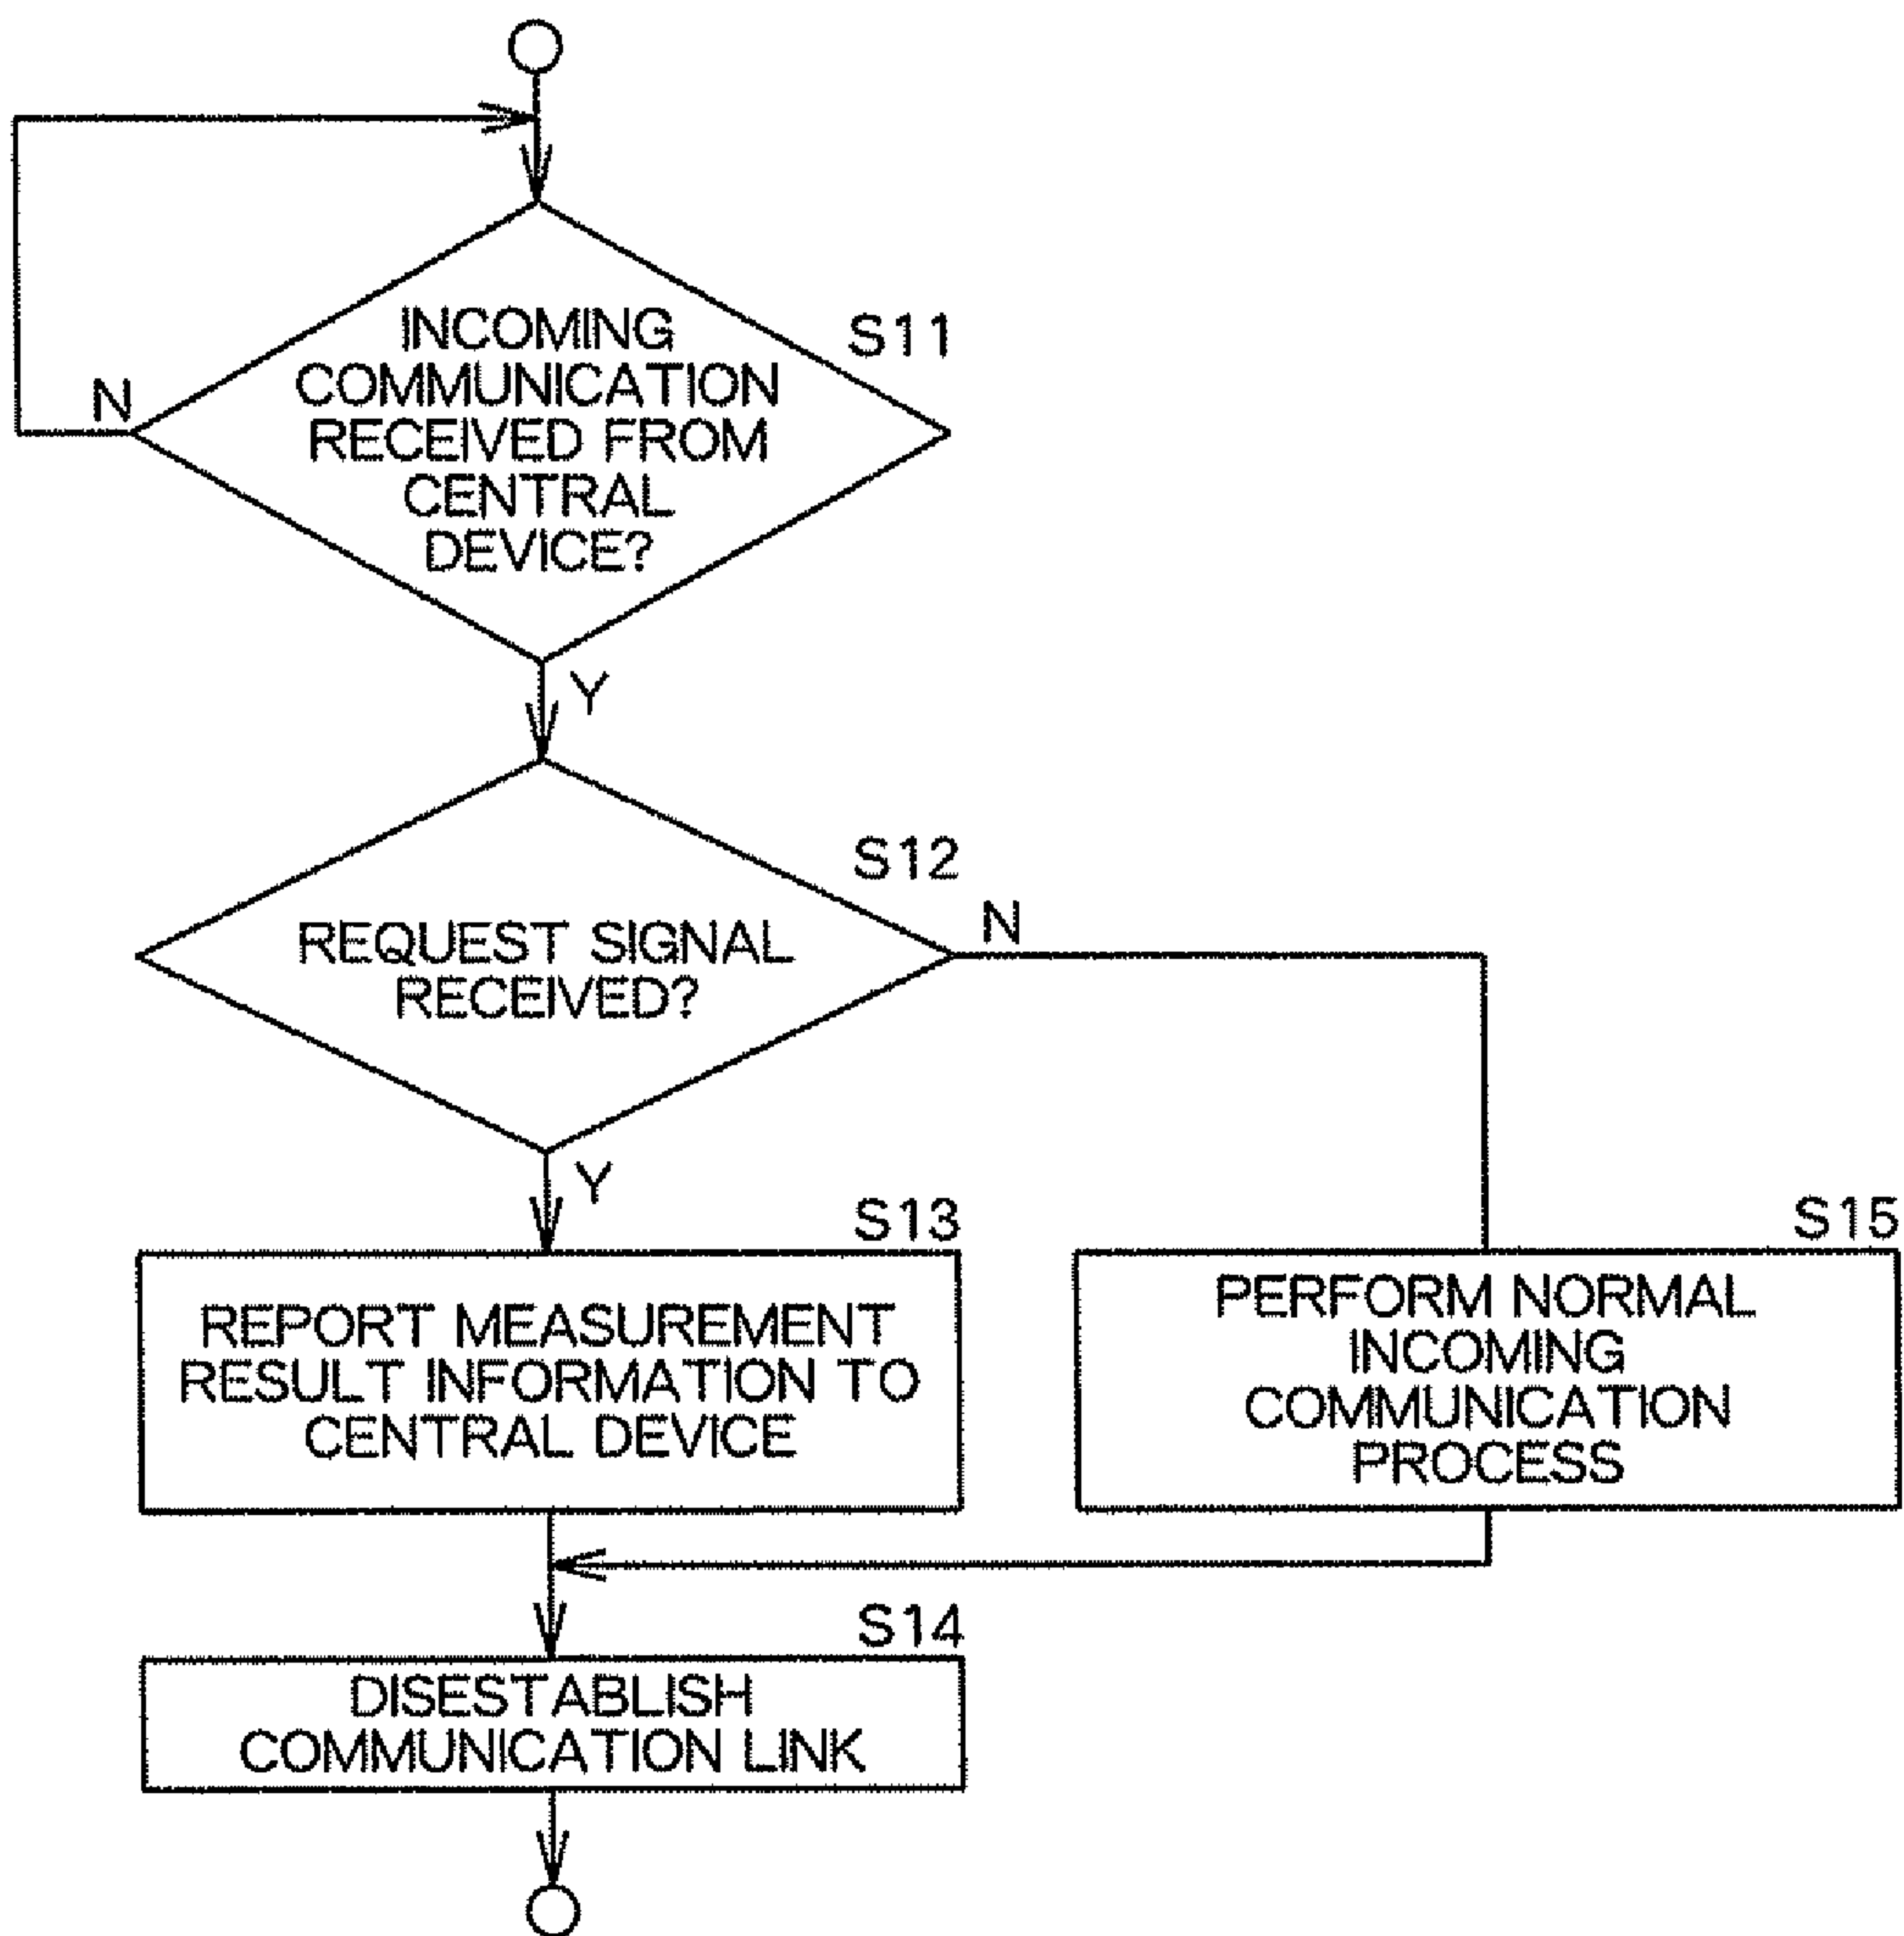 INCOMING
COMMUNICATION
RECEIVED FROM
CENTRAL
DEVICE?
S11
N
Y
S12
REQUEST SIGNAL
RECEIVED?
N
Y
S13
REPORT MEASUREMENT
RESULT INFORMATION TO
CENTRAL DEVICE
S15
PERFORM NORMAL
INCOMING
COMMUNICATION
PROCESS
S14
DISESTABLISH
COMMUNICATION LINK